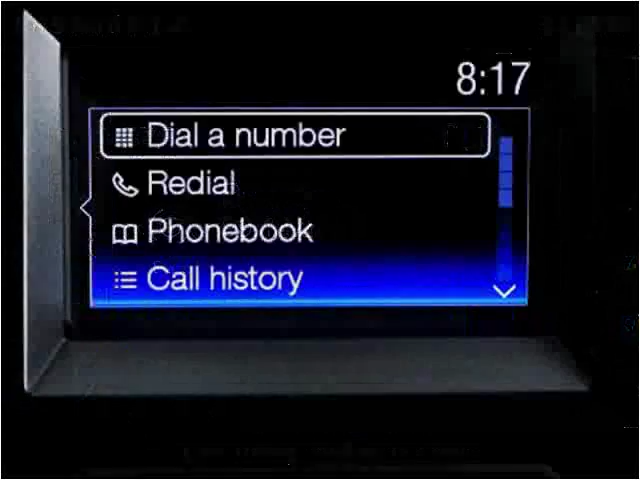 8:17
Dial a number
Redial
Phonebook
Call history